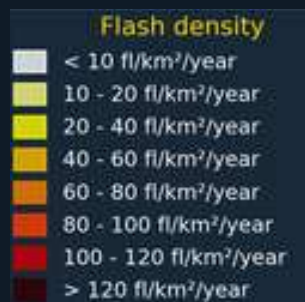 Flash density
< 10 fl/km²/year
10 - 20 fl/km²/year
20 - 40 fl/km²/year
40 - 60 fl/km²/year
60 - 80 fl/km²/year
80 - 100 fl/km²/year
100 - 120 fl/km²/year
> 120 fl/km²/year